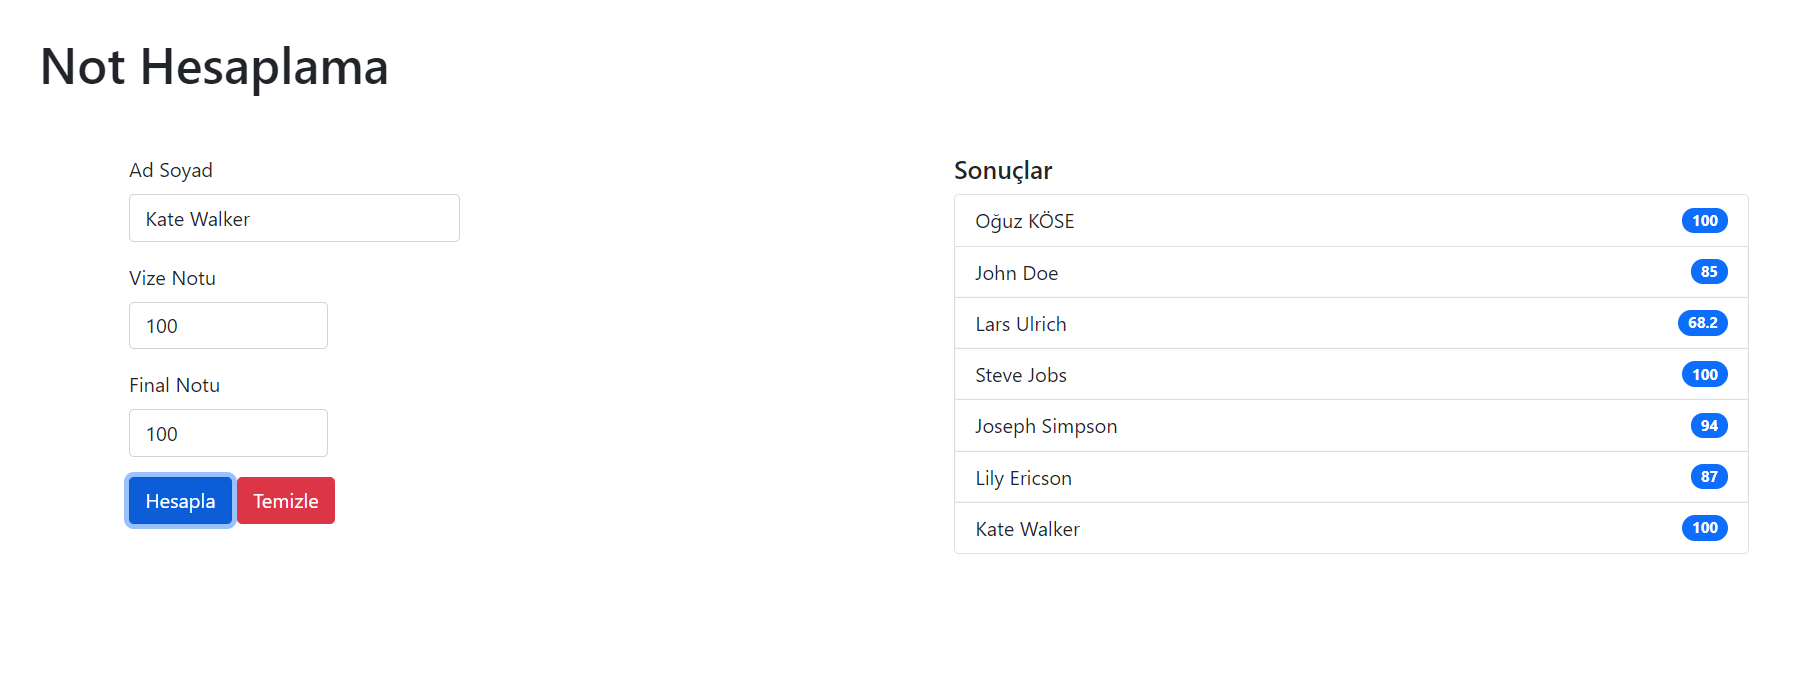 Not Hesaplama
Ad Soyad
Kate Walker
Vize Notu
100
Final Notu
100
Hesapla Temizle
Sonuçlar
Oğuz KÖSE 100
John Doe 85
Lars Ulrich 68.2
Steve Jobs 100
Joseph Simpson 94
Lily Ericson 87
Kate Walker 100